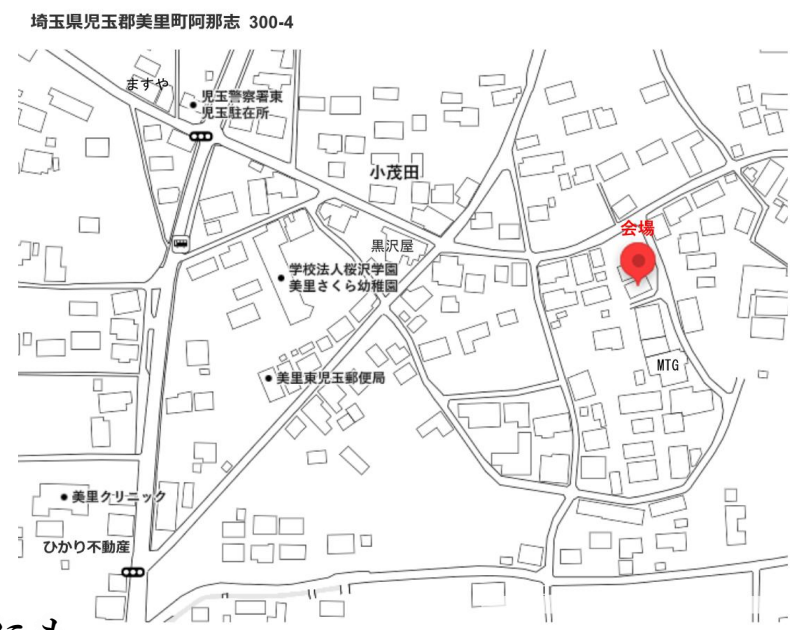 埼玉県児玉郡美里町阿那志 300-4
ますや
児玉警察署東
児玉駐在所
小茂田
会場
黒沢屋
学校法人桜沢学園
美里さくら幼稚園
MTG
美里東児玉郵便局
美里クリニック
ひかり不動産